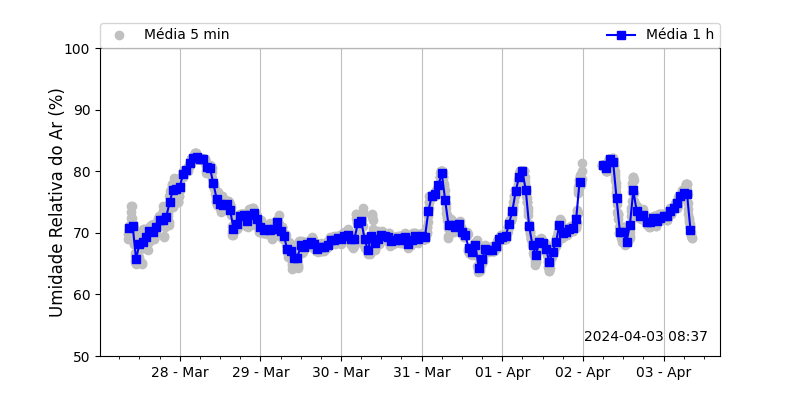 Média 5 min
Média 1 h
Umidade Relativa do Ar (%)
100
90
80
70
60
50
2024-04-03 08:37
28 - Mar
29 - Mar
30 - Mar
31 - Mar
01 - Apr
02 - Apr
03 - Apr